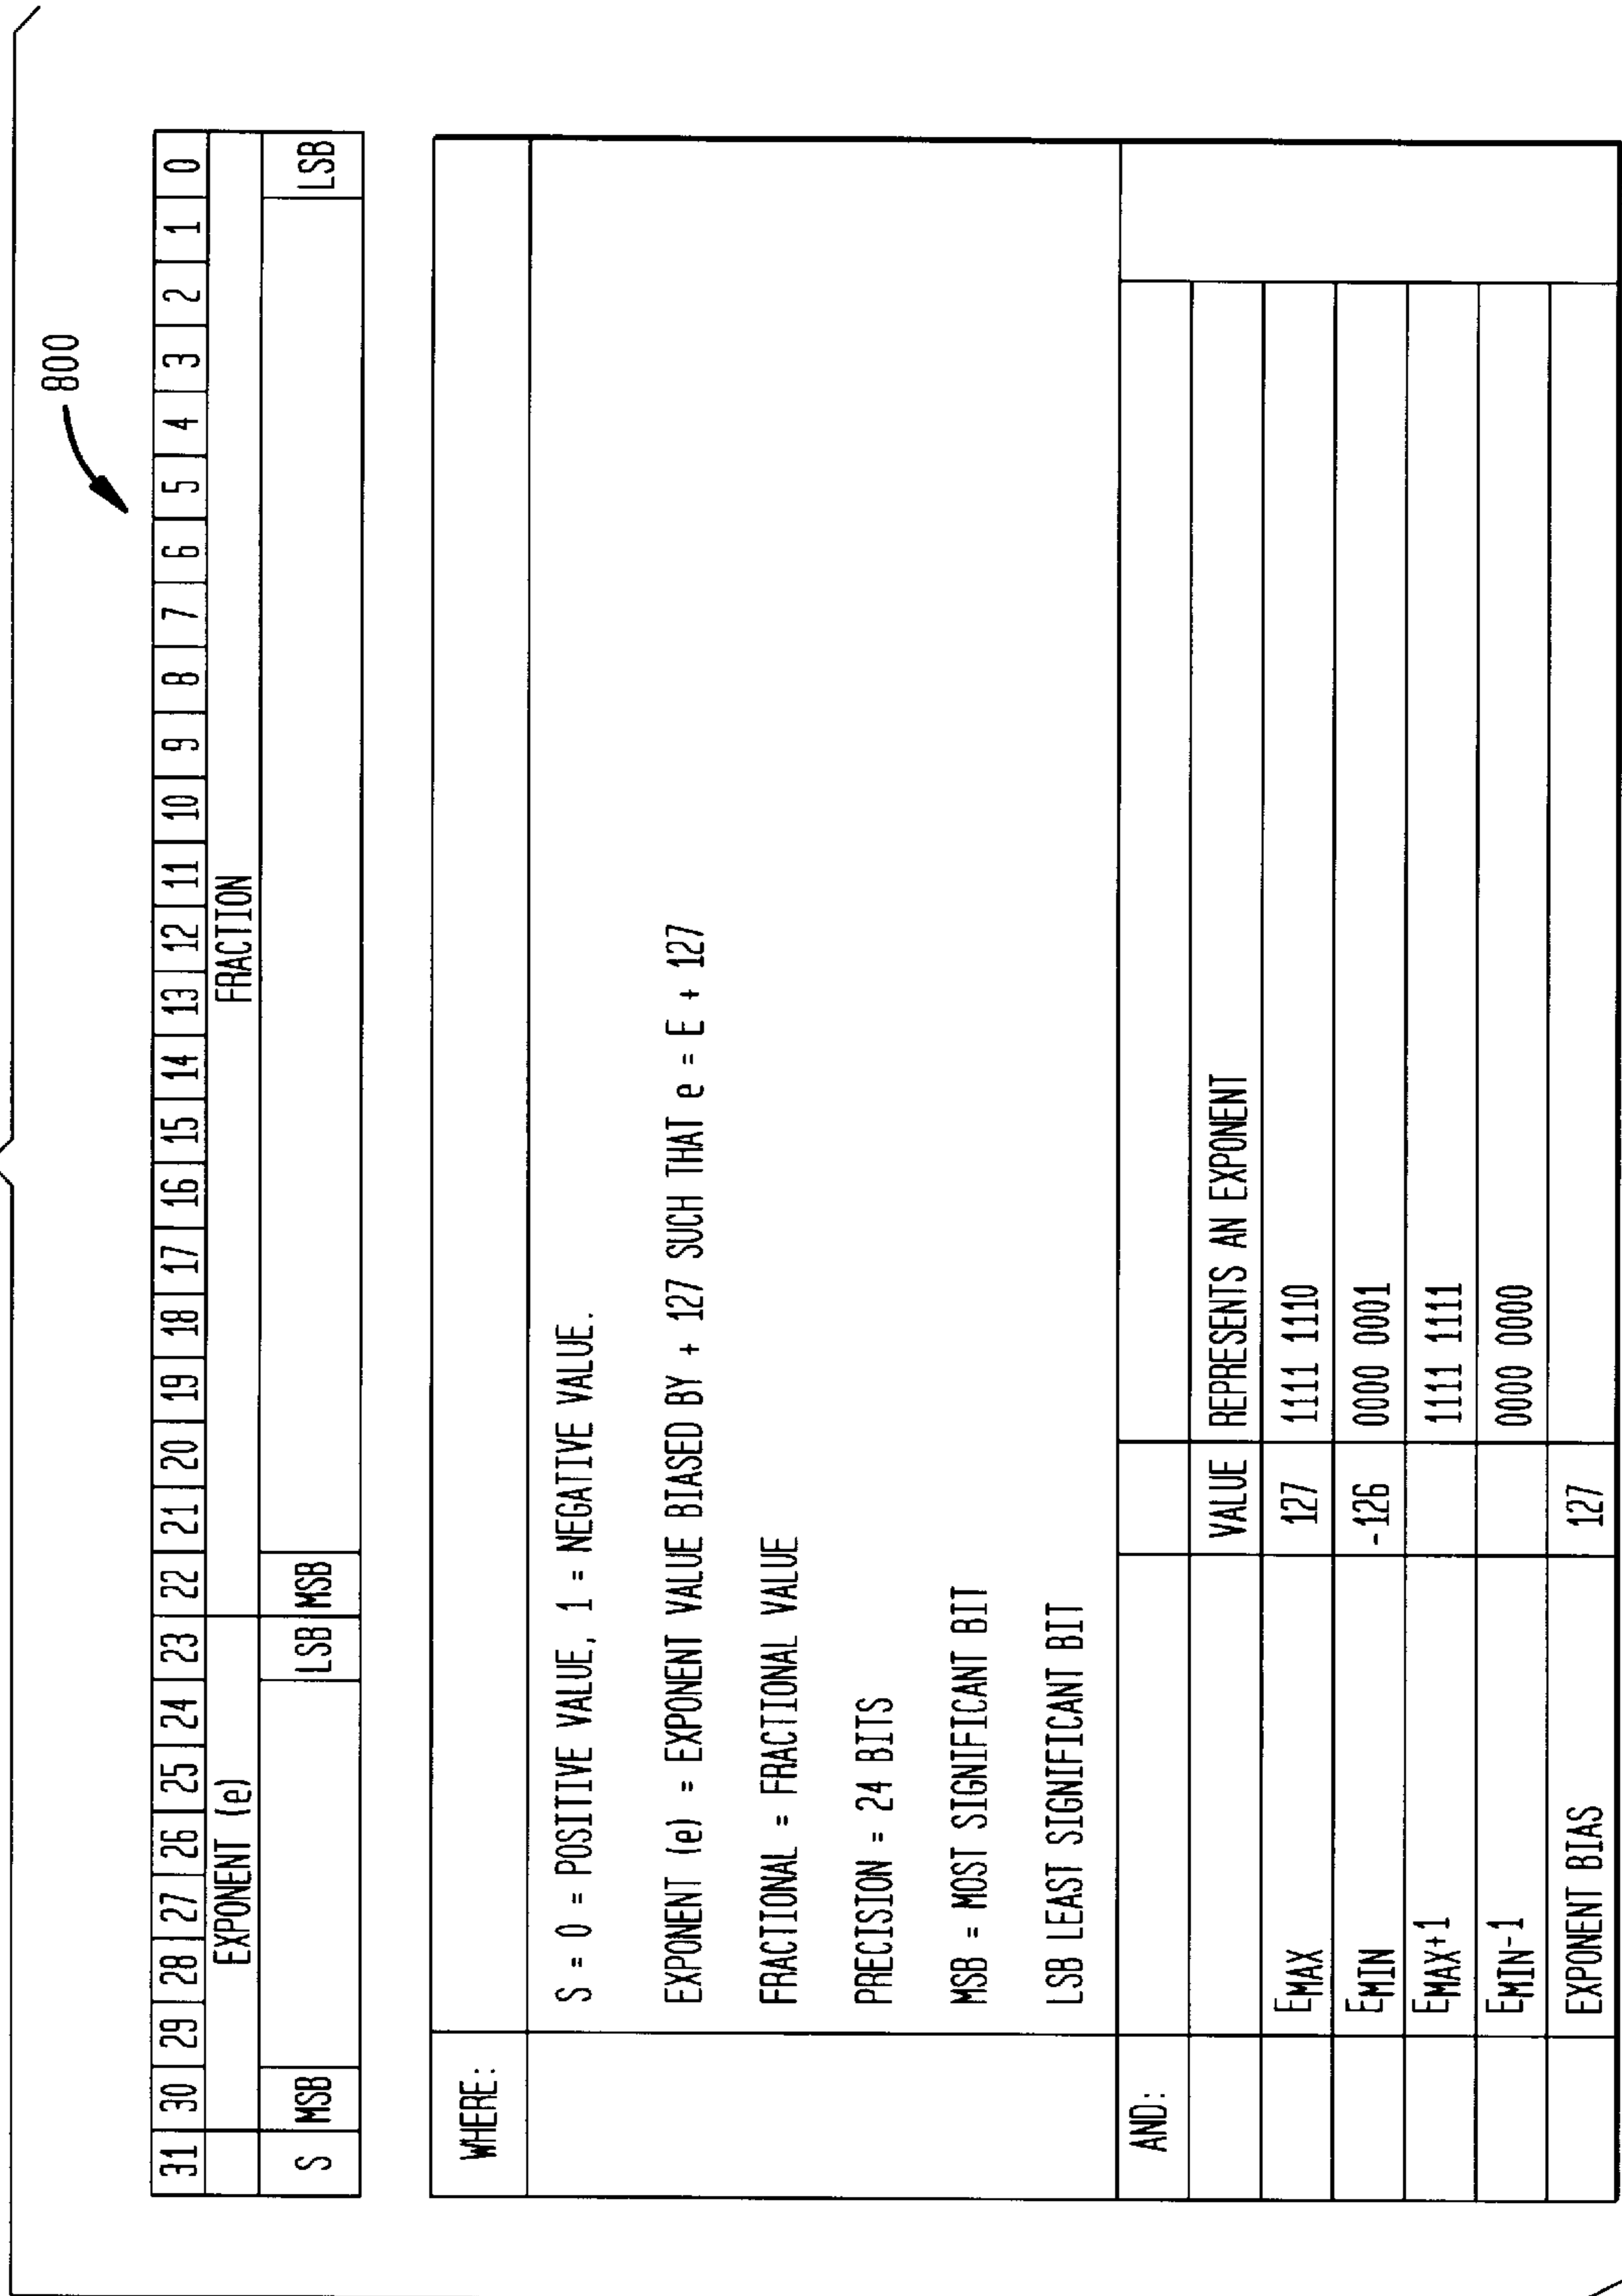 800
31 30 29 28 27 26 25 24 23 22 21 20 19 18 17 16 15 14 13 12 11 10 9 8 7 6 5 4 3 2 1 0
EXPONENT (e) FRACTION
S MSB LSB MSB LSB
WHERE:
S = 0 = POSITIVE VALUE, 1 = NEGATIVE VALUE.
EXPONENT (e) = EXPONENT VALUE BIASED BY + 127 SUCH THAT e = E + 127
FRACTIONAL = FRACTIONAL VALUE
PRECISION = 24 BITS
MSB = MOST SIGNIFICANT BIT
LSB LEAST SIGNIFICANT BIT
AND:
VALUE REPRESENTS AN EXPONENT
EMAX 127 1111 1110
EMIN -126 0000 0001
EMAX+1 1111 1111
EMIN-1 0000 0000
EXPONENT BIAS 127